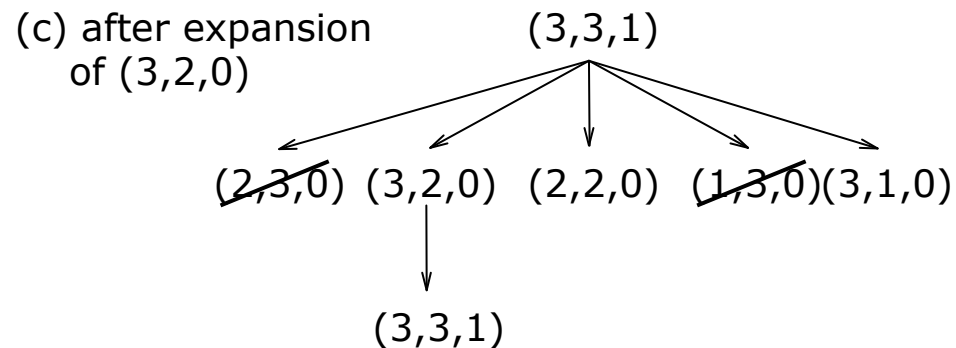 (c) after expansion
of (3,2,0)
(3,3,1)
(2,3,0) (3,2,0) (2,2,0) (1,3,0)(3,1,0)
(3,3,1)